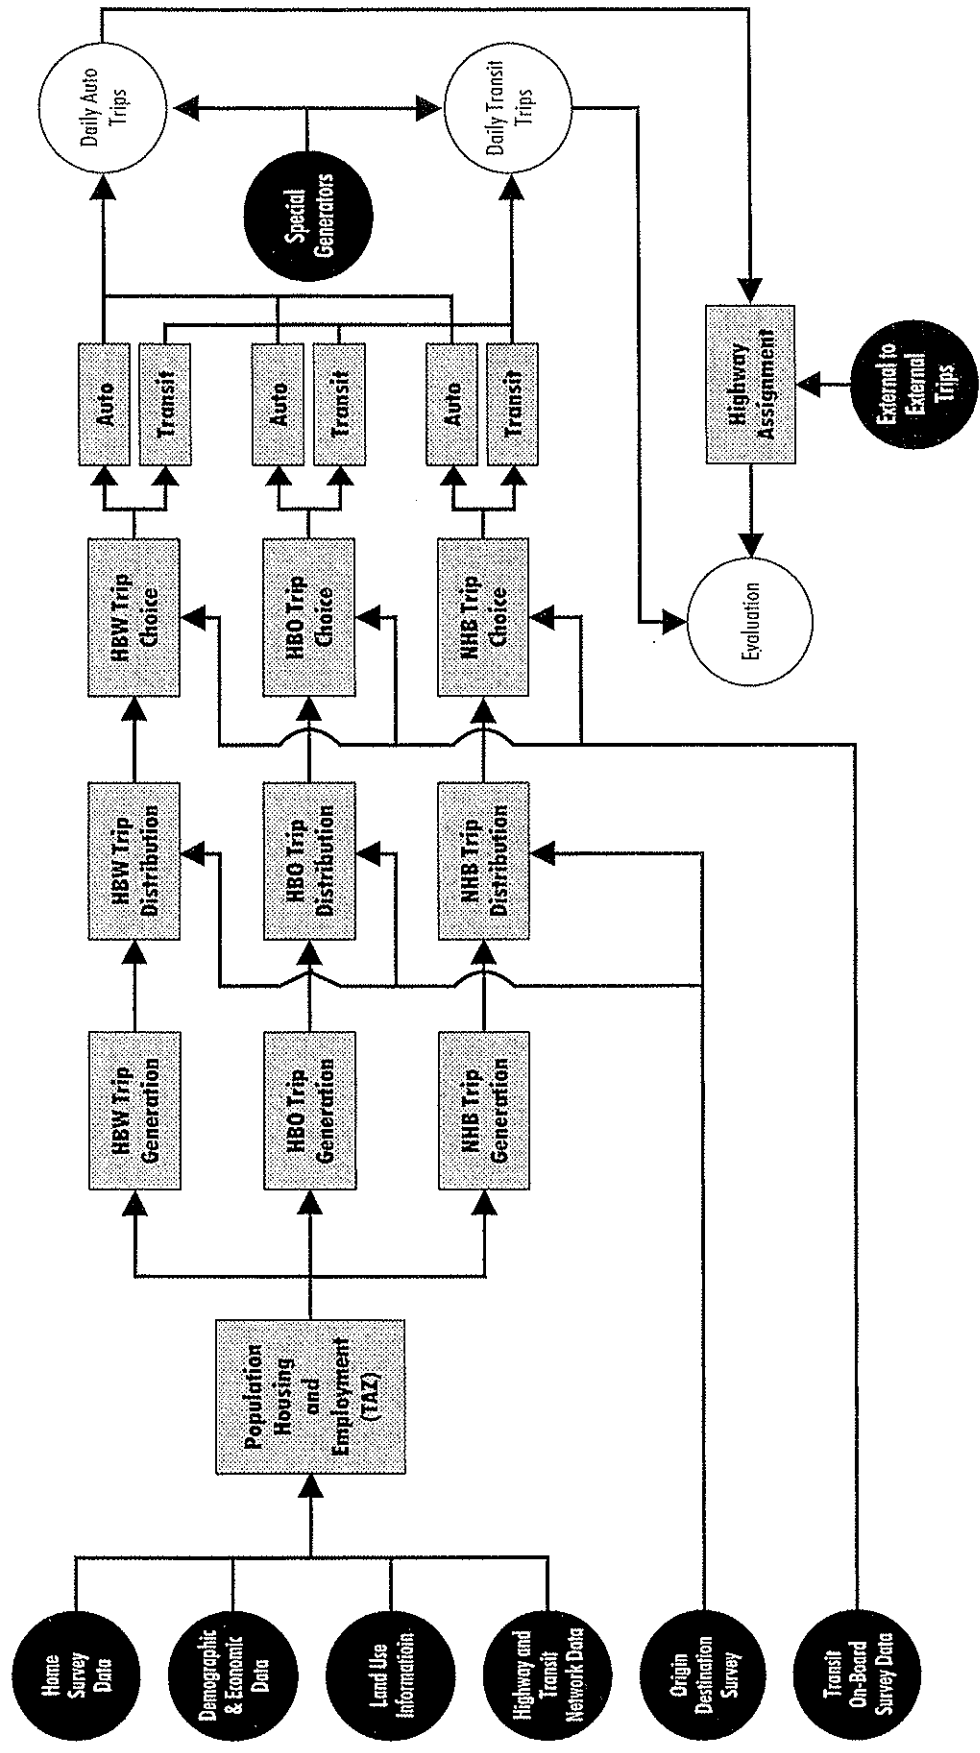 Home
Survey
Data
Demographic
& Economic
Data
Land Use
Informatioin
Highway and
Transit
Network Data
Origin
Destination
Survey
Transit
On-Board
Survey Data
Population
Housing
and
Employment
(TAZ)
HBW Trip
Generation
HBO Trip
Generation
NHB Trip
Generation
HBW Trip
Distribution
HBO Trip
Distribution
NHB Trip
Distribution
HBW Trip
Choice
HBO Trip
Choice
NHB Trip
Choice
Auto
Transit
Auto
Transit
Auto
Transit
Special
Generators
Daily Auto
Trips
Daily Transit
Trips
Highway
Assignment
External to
External
Trips
Evaluation